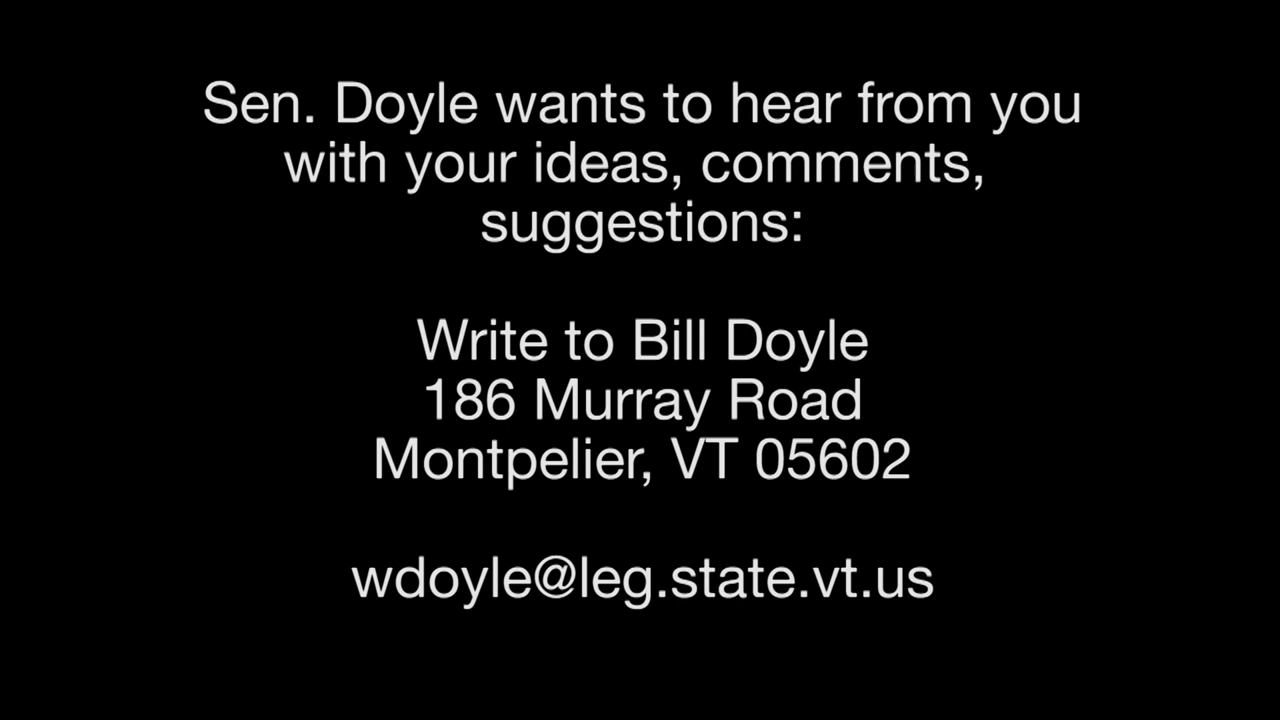 Sen. Doyle wants to hear from you
with your ideas, comments,
suggestions:
Write to Bill Doyle
186 Murray Road
Montpelier, VT 05602
wdoyle@leg.state.vt.us